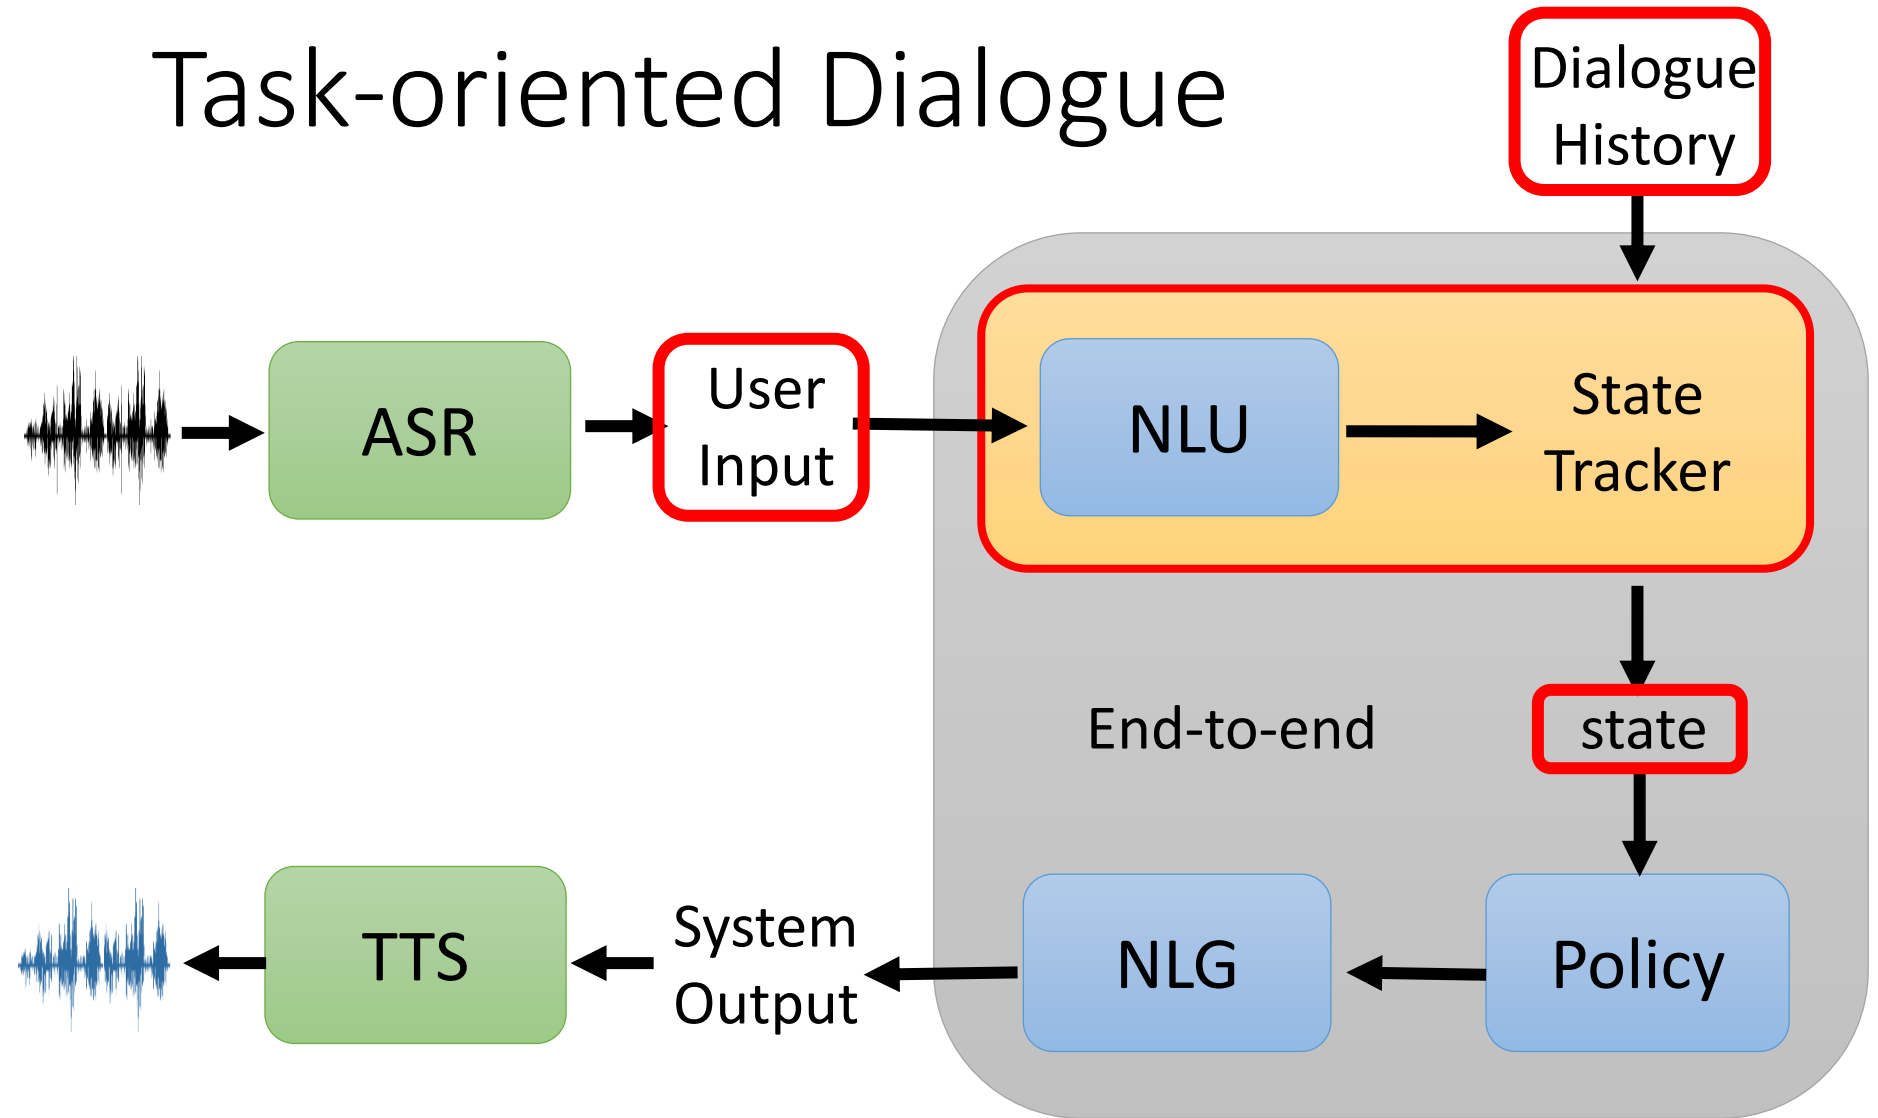 Task-oriented Dialogue
Dialogue
History
ASR
User
Input
NLU
State
Tracker
End-to-end
state
TTS
System
Output
NLG
Policy